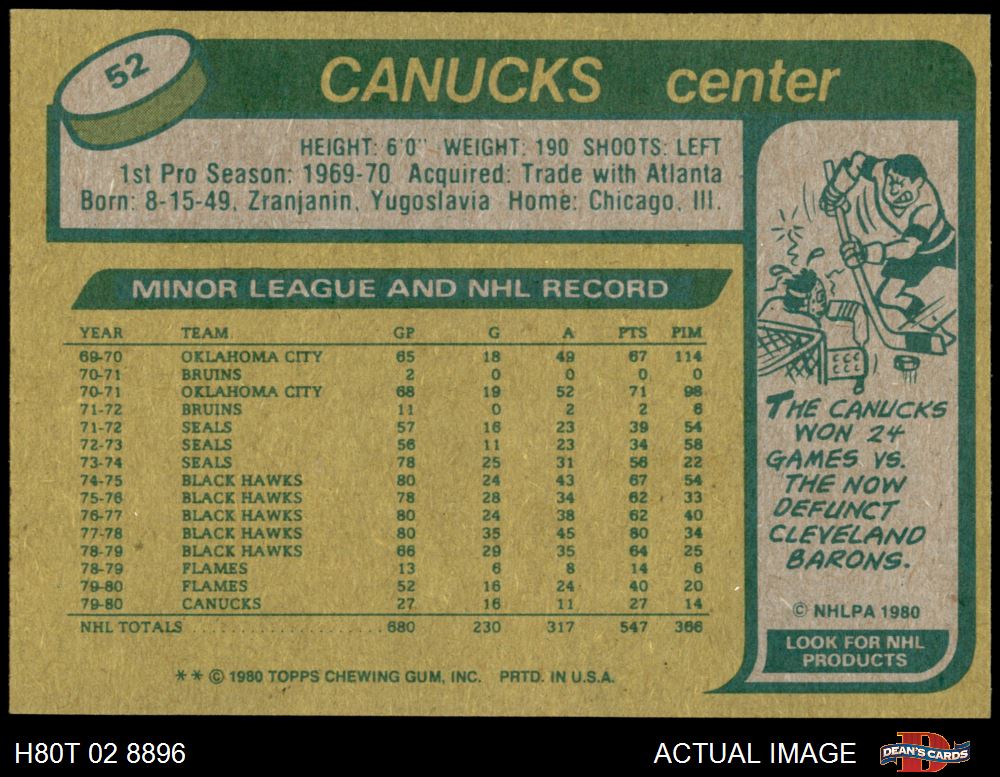 52
CANUCKS center
HEIGHT: 6'0" WEIGHT: 190 SHOOTS: LEFT
1st Pro Season: 1969-70 Acquired: Trade with Atlanta
Born: 8-15-49, Zranjanin, Yugoslavia Home: Chicago, Ill.
MINOR LEAGUE AND NHL RECORD
YEAR TEAM GP G A PTS PIM
69-70 OKLAHOMA CITY 65 18 49 67 114
70-71 BRUINS 2 0 0 0 0
70-71 OKLAHOMA CITY 68 19 52 71 98
71-72 BRUINS 11 0 2 2 6
71-72 SEALS 57 16 23 39 54
72-73 SEALS 56 11 23 34 58
73-74 SEALS 78 25 31 56 22
74-75 BLACK HAWKS 80 24 43 67 54
75-76 BLACK HAWKS 78 28 34 62 33
76-77 BLACK HAWKS 80 24 38 62 40
77-78 BLACK HAWKS 80 35 45 80 34
78-79 BLACK HAWKS 66 29 35 64 25
78-79 FLAMES 13 6 8 14 6
79-80 FLAMES 52 16 24 40 20
79-80 CANUCKS 27 16 11 27 14
NHL TOTALS .................... 680 230 317 547 366
** © 1980 TOPPS CHEWING GUM, INC. PRTD. IN U.S.A.
THE CANUCKS
WON 24
GAMES VS.
THE NOW
DEFUNCT
CLEVELAND
BARONS.
© NHLPA 1980
LOOK FOR NHL
PRODUCTS
H80T 02 8896
ACTUAL IMAGE
D
DEAN'S CARDS